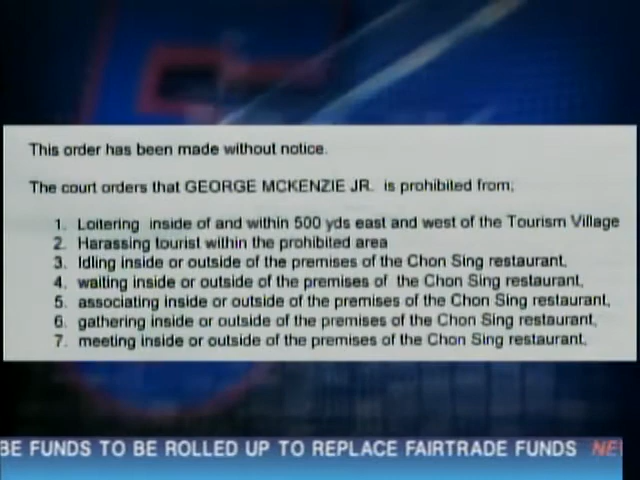 This order has been made without notice.
The court orders that GEORGE MCKENZIE JR. is prohibited from;
1. Loitering inside of and within 500 yds east and west of the Tourism Village
2. Harassing tourist within the prohibited area
3. Idling inside or outside of the premises of the Chon Sing restaurant,
4. waiting inside or outside of the premises of the Chon Sing restaurant,
5. associating inside or outside of the premises of the Chon Sing restaurant,
6. gathering inside or outside of the premises of the Chon Sing restaurant,
7. meeting inside or outside of the premises of the Chon Sing restaurant.
BE FUNDS TO BE ROLLED UP TO REPLACE FAIRTRADE FUNDS NE